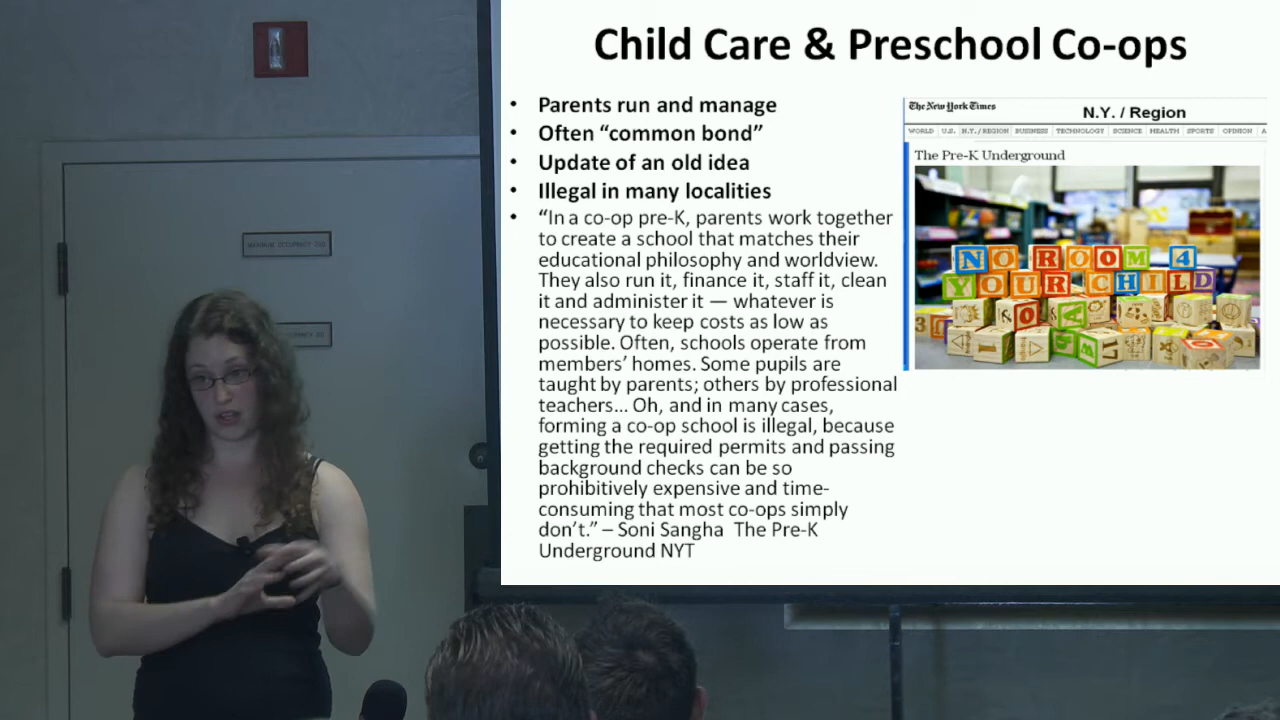 Child Care & Preschool Co-ops
• Parents run and manage
• Often “common bond”
• Update of an old idea
• Illegal in many localities
• “In a co-op pre-K, parents work together
to create a school that matches their
educational philosophy and worldview.
They also run it, finance it, staff it, clean
it and administer it — whatever is
necessary to keep costs as low as
possible. Often, schools operate from
members’ homes. Some pupils are
taught by parents; others by professional
teachers... Oh, and in many cases,
forming a co-op school is illegal, because
getting the required permits and passing
background checks can be so
prohibitively expensive and time-
consuming that most co-ops simply
don’t.” – Soni Sangha The Pre-K
Underground NYT
The New York Times
N.Y. / Region
WORLD U.S. N.Y. / REGION BUSINESS TECHNOLOGY SCIENCE HEALTH SPORTS OPINION A
The Pre-K Underground
NO ROOM 4
YOUR CHILD
MAXIMUM OCCUPANCY